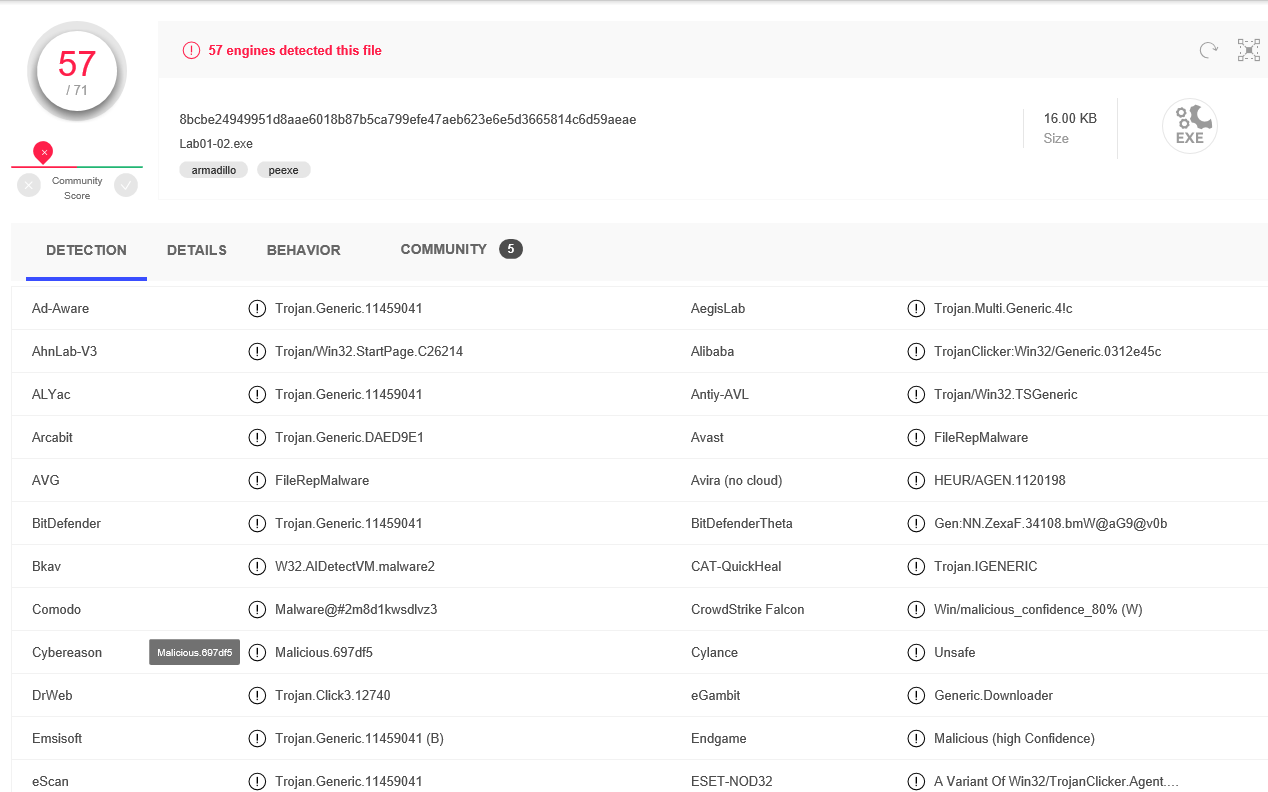 57
/ 71
57 engines detected this file
8bcbe24949951d8aae6018b87b5ca799efe47aeb623e6e5d3665814c6d59aeae
Lab01-02.exe
armadillo peexe
16.00 KB
Size
EXE
Community
Score
DETECTION DETAILS BEHAVIOR COMMUNITY 5
Ad-Aware Trojan.Generic.11459041 AegisLab Trojan.Multi.Generic.4!c
AhnLab-V3 Trojan/Win32.StartPage.C26214 Alibaba TrojanClicker:Win32/Generic.0312e45c
ALYac Trojan.Generic.11459041 Antiy-AVL Trojan/Win32.TSGeneric
Arcabit Trojan.Generic.DAED9E1 Avast FileRepMalware
AVG FileRepMalware Avira (no cloud) HEUR/AGEN.1120198
BitDefender Trojan.Generic.11459041 BitDefenderTheta Gen:NN.ZexaF.34108.bmW@aG9@v0b
Bkav W32.AIDetectVM.malware2 CAT-QuickHeal Trojan.IGENERIC
Comodo Malware@#2m8d1kwsdlvz3 CrowdStrike Falcon Win/malicious_confidence_80% (W)
Cybereason Malicious.697df5 Malicious.697df5 Cylance Unsafe
DrWeb Trojan.Click3.12740 eGambit Generic.Downloader
Emsisoft Trojan.Generic.11459041 (B) Endgame Malicious (high Confidence)
eScan Trojan.Generic.11459041 ESET-NOD32 A Variant Of Win32/TrojanClicker.Agent....